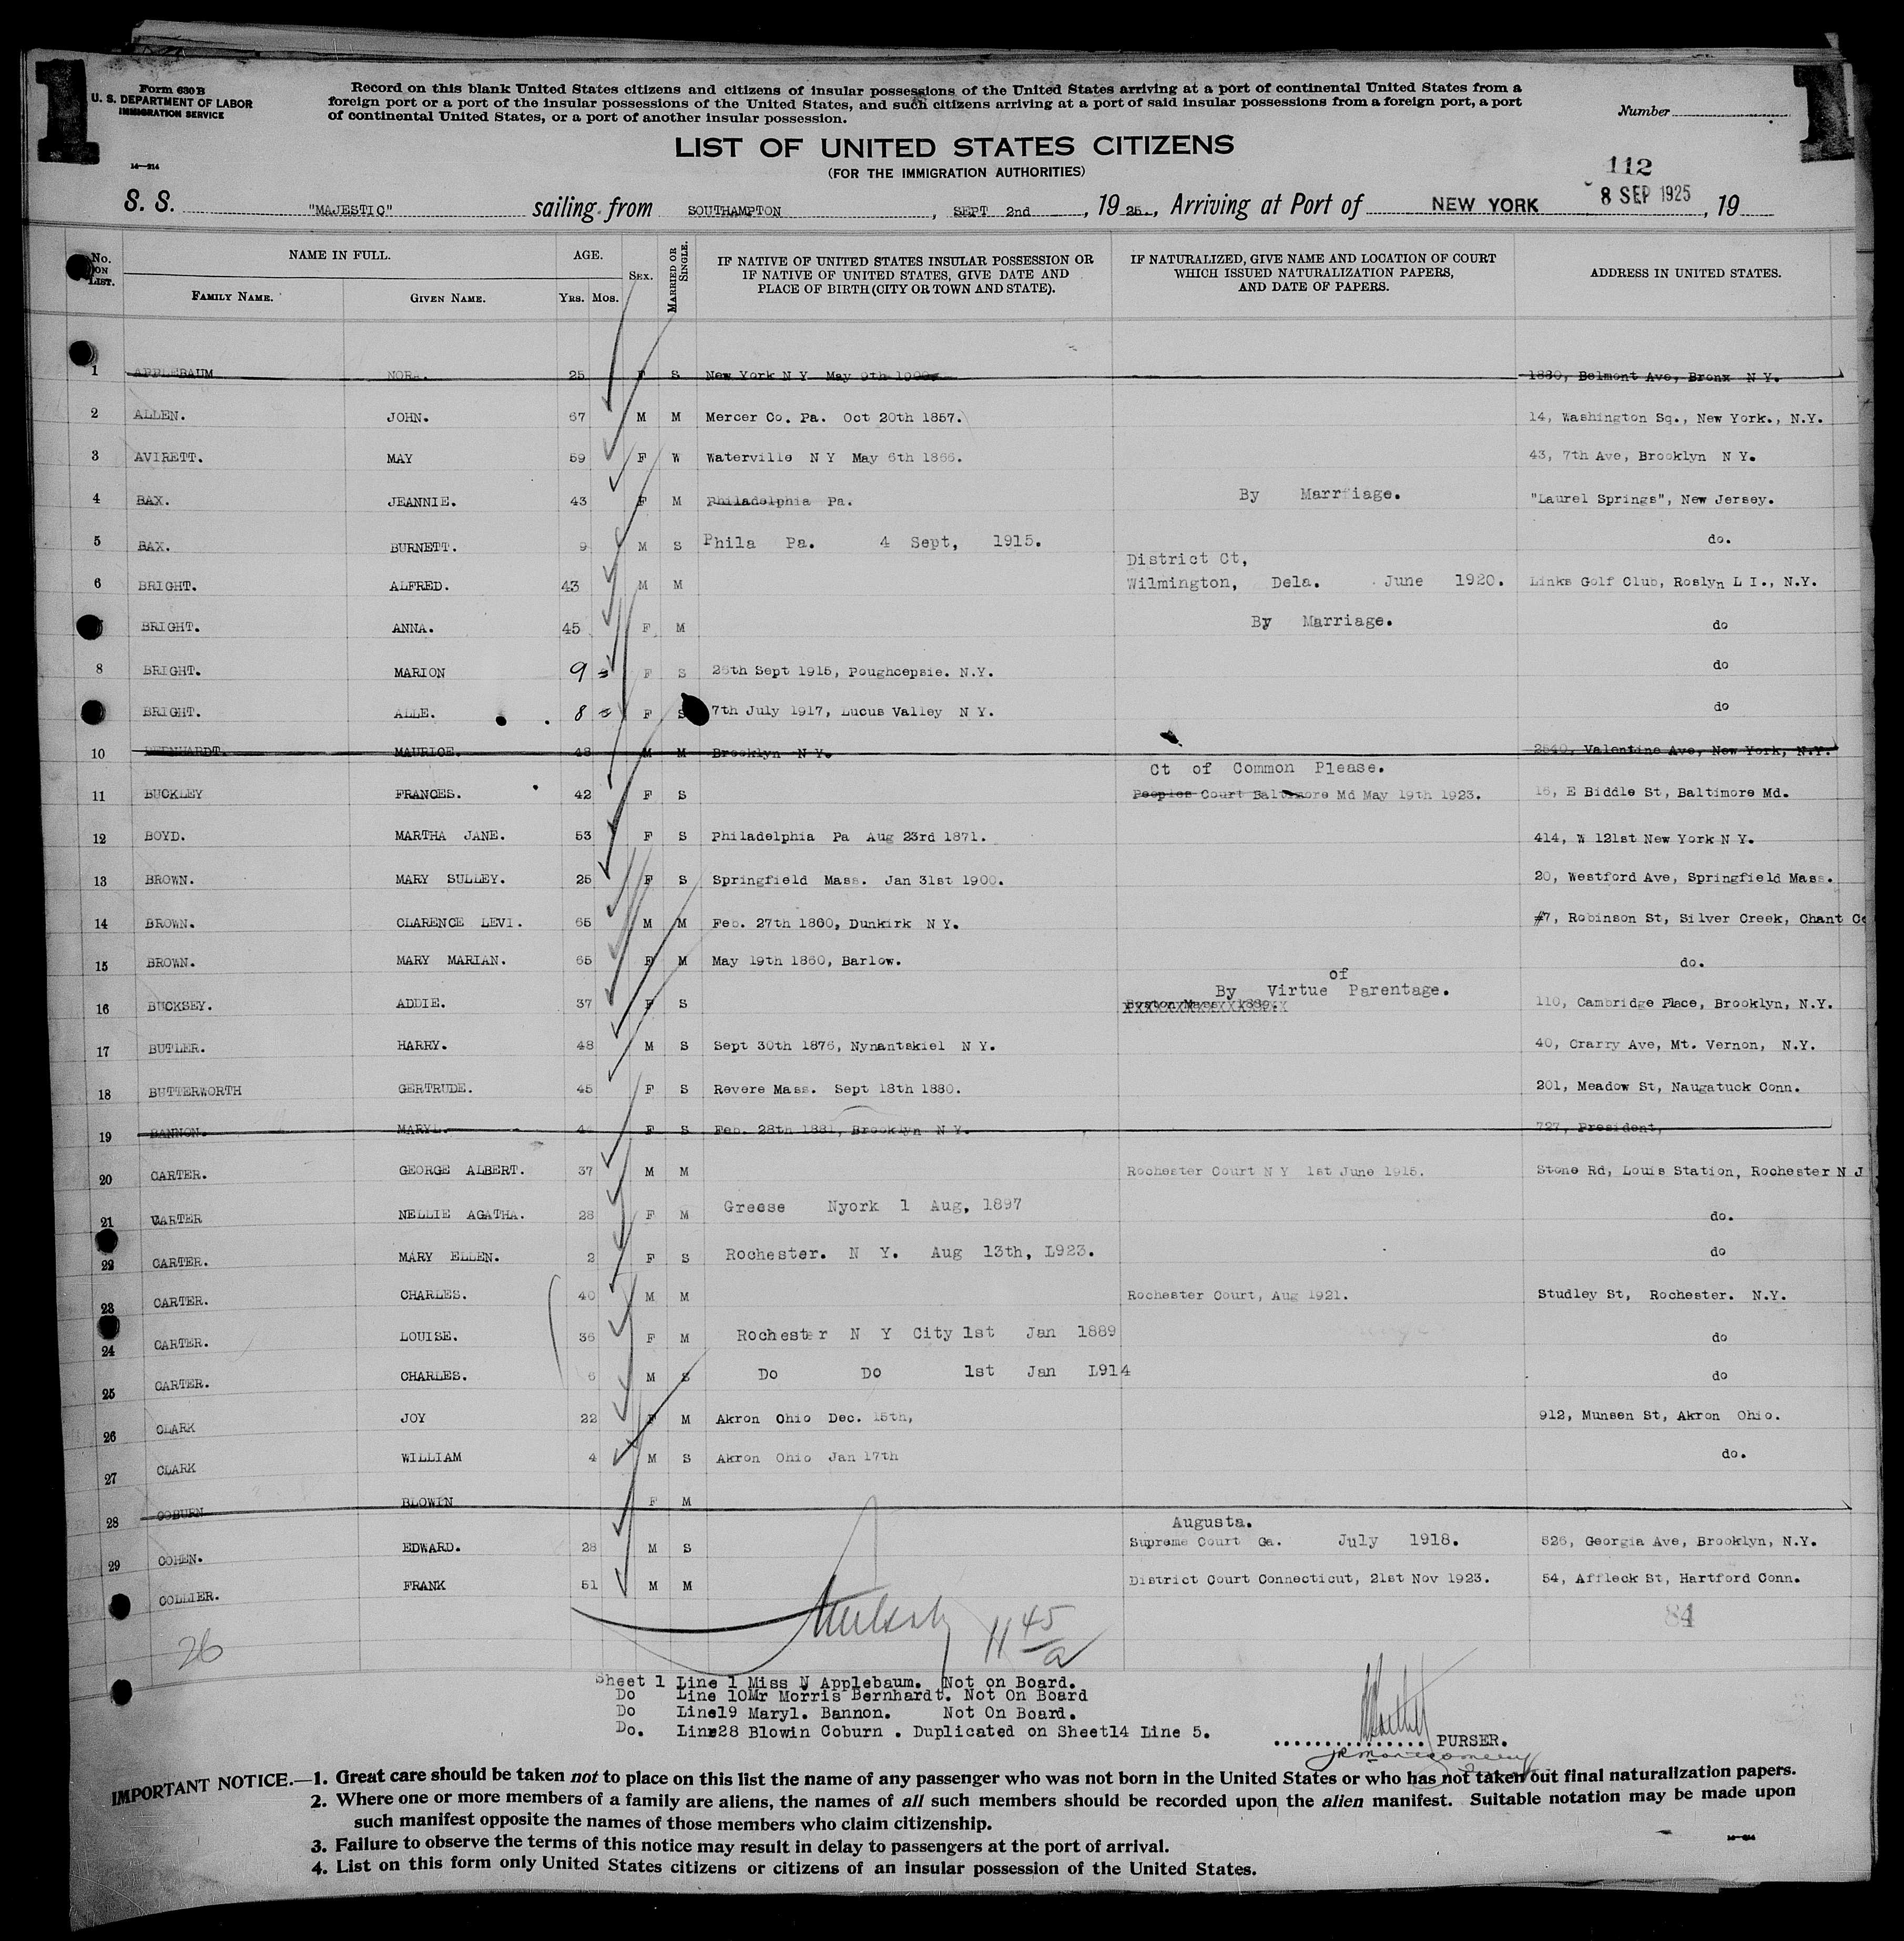 1
Form 630 B
U. S. DEPARTMENT OF LABOR
IMMIGRATION SERVICE
14—214
Record on this blank United States citizens and citizens of insular possessions of the United States arriving at a port of continental United States from a
foreign port or a port of the insular possessions of the United States, and such citizens arriving at a port of said insular possessions from a foreign port, a port
of continental United States, or a port of another insular possession.
Number
1
LIST OF UNITED STATES CITIZENS
(FOR THE IMMIGRATION AUTHORITIES)
112
S. S. "MAJESTIC" sailing from SOUTHAMPTON, SEPT 2nd, 1925., Arriving at Port of NEW YORK 8 SEP 1925, 19
No. ON LIST. NAME IN FULL. FAMILY NAME. GIVEN NAME. AGE. YRS. MOS. SEX. MARRIED OR SINGLE. IF NATIVE OF UNITED STATES INSULAR POSSESSION OR IF NATIVE OF UNITED STATES, GIVE DATE AND PLACE OF BIRTH (CITY OR TOWN AND STATE). IF NATURALIZED, GIVE NAME AND LOCATION OF COURT WHICH ISSUED NATURALIZATION PAPERS, AND DATE OF PAPERS. ADDRESS IN UNITED STATES.
1 APPLEBAUM NORA. 25 F S New York N Y May 9th 1900. 1830, Belmont Ave, Bronx N Y.
2 ALLEN. JOHN. 67 M M Mercer Co. Pa. Oct 20th 1857. 14, Washington Sq., New York., N.Y.
3 AVIRETT. MAY 59 F W Waterville N Y May 6th 1866. 43, 7th Ave, Brooklyn N Y.
4 BAX. JEANNIE. 43 F M Philadelphia Pa. By Marriage. "Laurel Springs", New Jersey.
5 BAX. BURNETT. 9 M S Phila Pa. 4 Sept, 1915. do.
District Ct,
6 BRIGHT. ALFRED. 43 M M Wilmington, Dela. June 1920. Links Golf Club, Roslyn L I., N.Y.
BRIGHT. ANNA. 45 F M By Marriage. do
8 BRIGHT. MARION 9 F S 26th Sept 1915, Poughcepsie. N.Y. do
BRIGHT. ALLE. 8 F S 7th July 1917, Lucus Valley N Y. do
10 BERNHARDT. MAURICE. 48 M M Brooklyn N Y. 2540, Valentine Ave, New York, N.Y.
Ct of Common Please.
11 BUCKLEY FRANCES. 42 F S Peoples Court Baltimore Md May 19th 1923. 16, E Biddle St, Baltimore Md.
12 BOYD. MARTHA JANE. 53 F S Philadelphia Pa Aug 23rd 1871. 414, W 121st New York N Y.
13 BROWN. MARY SULLEY. 25 F S Springfield Mass. Jan 31st 1900. 20, Westford Ave, Springfield Mass.
14 BROWN. CLARENCE LEVI. 65 M M Feb. 27th 1860, Dunkirk N Y. #7, Robinson St, Silver Creek, Chant Co
15 BROWN. MARY MARIAN. 65 F M May 19th 1860, Barlow. do.
of
16 BUCKSEY. ADDIE. 37 F S By Virtue Parentage. 110, Cambridge Place, Brooklyn, N.Y.
17 BUTLER. HARRY. 48 M S Sept 30th 1876, Nynantskiel N Y. 40, Crarry Ave, Mt. Vernon, N.Y.
18 BUTTERWORTH GERTRUDE. 45 F S Revere Mass. Sept 18th 1880. 201, Meadow St, Naugatuck Conn.
19 BANNON. MARYL. 44 F S Feb. 28th 1881, Brooklyn N Y. 727, President,
20 CARTER. GEORGE ALBERT. 37 M M Rochester Court N Y 1st June 1915. Stone Rd, Louis Station, Rochester N J
21 CARTER NELLIE AGATHA. 28 F M Greese Nyork 1 Aug, 1897 do.
22 CARTER. MARY ELLEN. 2 F S Rochester. N Y. Aug 13th, L923. do
23 CARTER. CHARLES. 40 M M Rochester Court, Aug 1921. Studley St, Rochester. N.Y.
24 CARTER. LOUISE. 36 F M Rochester N Y City 1st Jan 1889 do
25 CARTER. CHARLES. 6 M S Do Do 1st Jan L914 do
26 CLARK JOY 22 F M Akron Ohio Dec. 15th, 912, Munsen St, Akron Ohio.
27 CLARK WILLIAM 4 M S Akron Ohio Jan 17th do.
28 COBURN BLOWIN F M
Augusta.
29 COHEN. EDWARD. 28 M S Supreme Court Ga. July 1918. 526, Georgia Ave, Brooklyn, N.Y.
COLLIER. FRANK 51 M M District Court Connecticut, 21st Nov 1923. 54, Affleck St, Hartford Conn.
84
26
11 45/a
Sheet 1 Line 1 Miss N Applebaum. Not on Board.
Do Line 10Mr Morris Bernhardt. Not On Board
Do Line19 Maryl. Bannon. Not On Board.
Do. Line28 Blowin Coburn . Duplicated on Sheet14 Line 5.
PURSER.
IMPORTANT NOTICE.—1. Great care should be taken not to place on this list the name of any passenger who was not born in the United States or who has not taken out final naturalization papers.
2. Where one or more members of a family are aliens, the names of all such members should be recorded upon the alien manifest. Suitable notation may be made upon
such manifest opposite the names of those members who claim citizenship.
3. Failure to observe the terms of this notice may result in delay to passengers at the port of arrival.
4. List on this form only United States citizens or citizens of an insular possession of the United States.